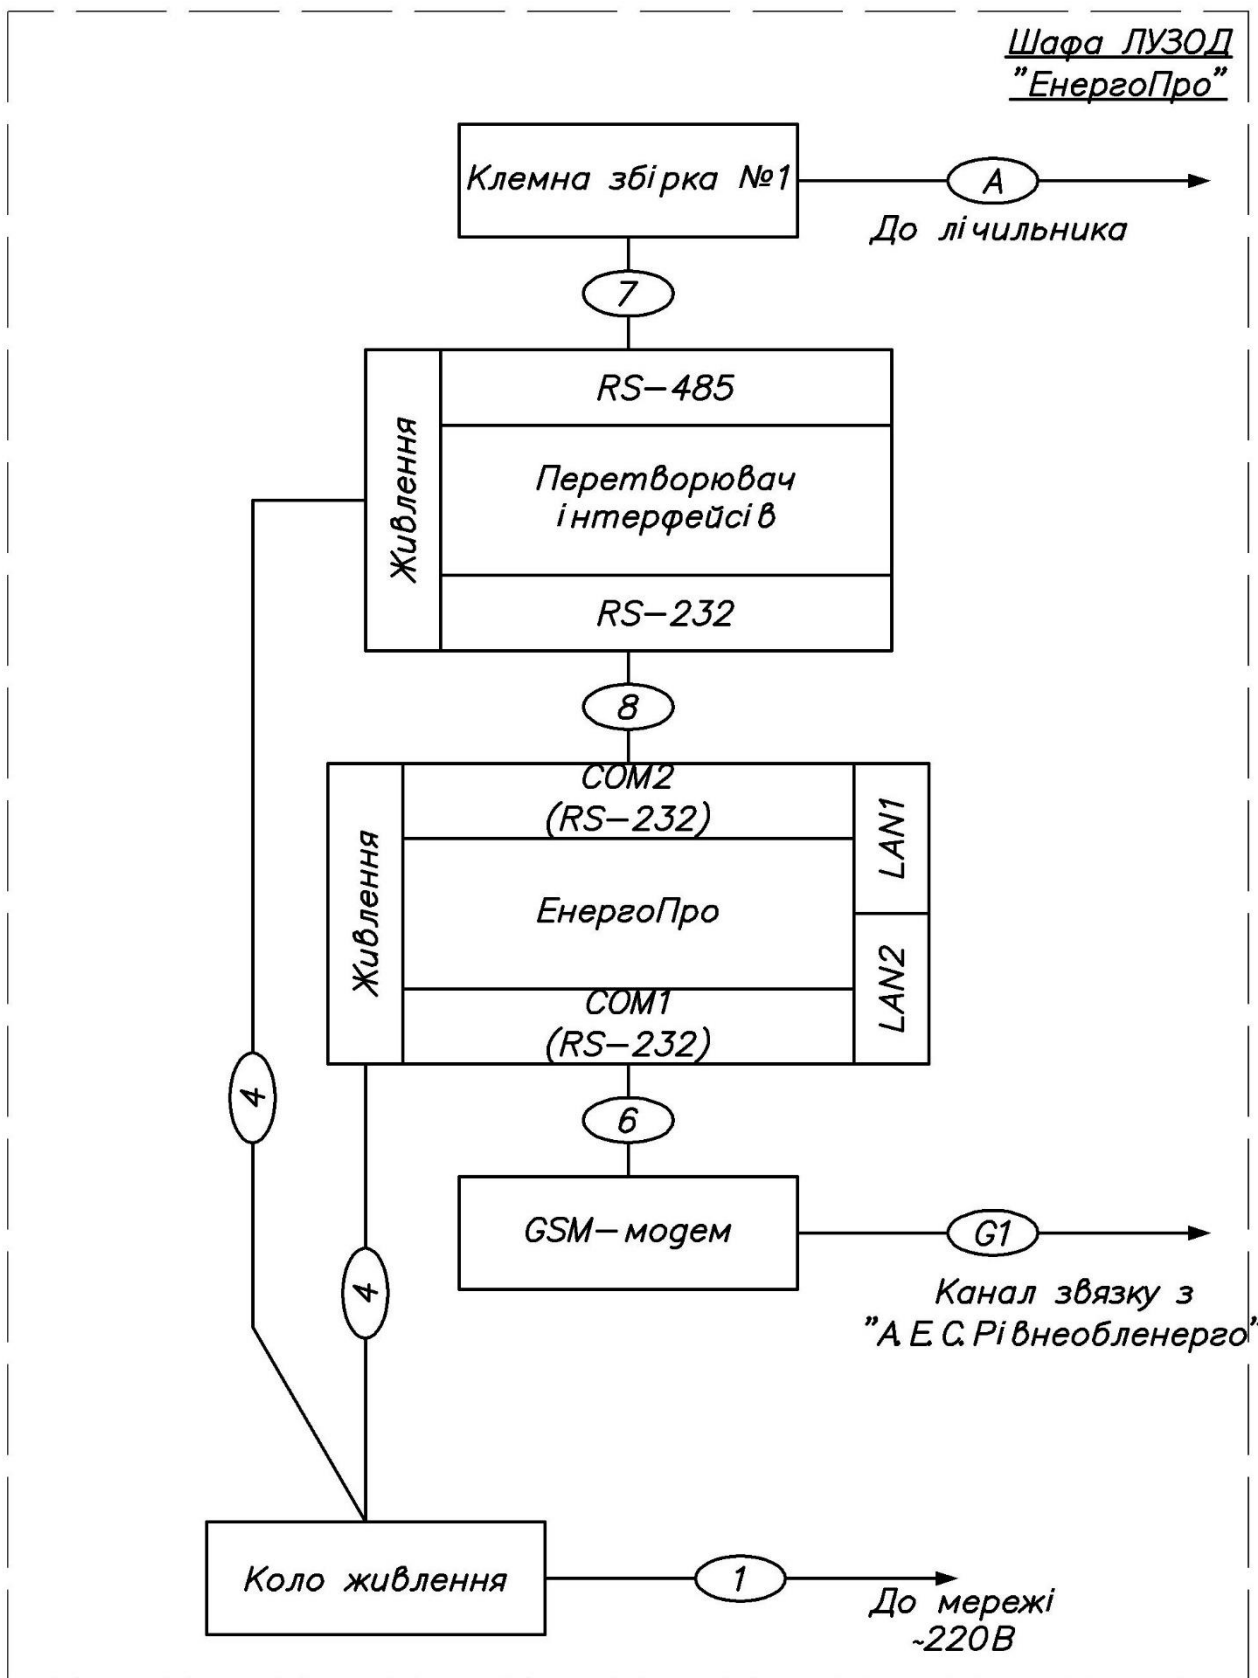 Шафа ЛУЗОД
"ЕнергоПро"
Клемна збірка №1
А
До лічильника
7
RS-485
Живлення
Перетворювач
інтерфейсів
RS-232
8
COM2
(RS-232)
LAN1
Живлення
ЕнергоПро
LAN2
COM1
(RS-232)
4
6
GSM-модем
G1
4
Канал звязку з
"А.Е.С.Рівнеобленерго"
Коло живлення
1
До мережі
~220В